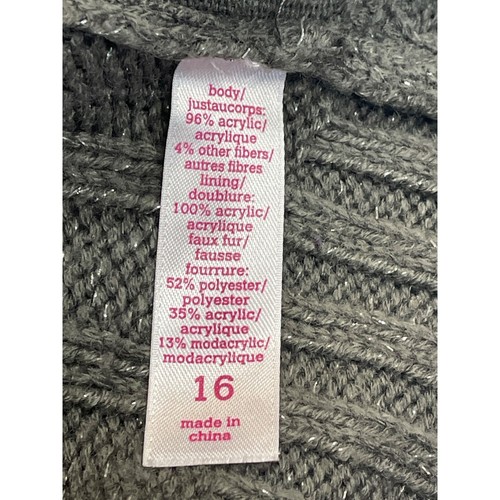 body/
justaucorps:
96% acrylic/
acrylique
4% other fibers/
autres fibres
lining/
doublure:
100% acrylic/
acrylique
faux fur/
fausse
fourrure:
52% polyester/
polyester
35% acrylic/
acrylique
13% modacrylic/
modacrylique
16
made in
china